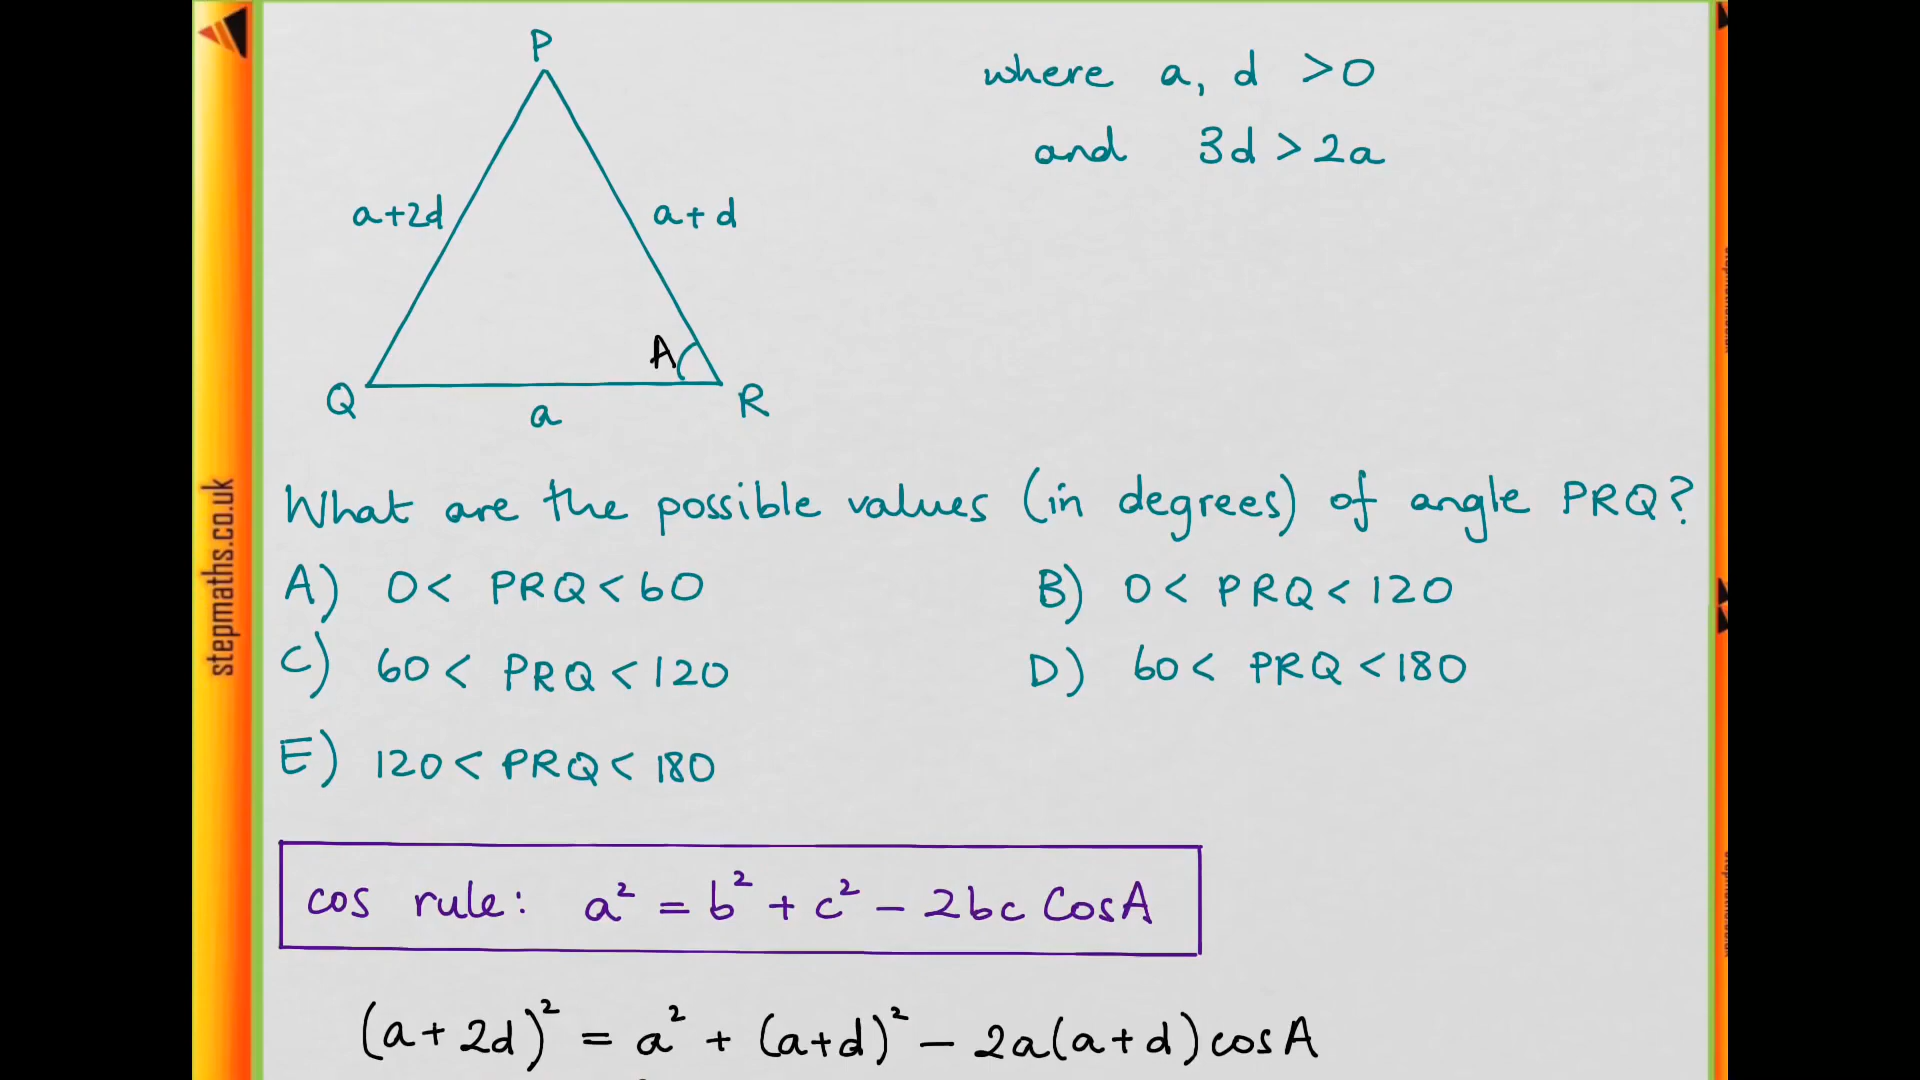 P
where a, d > 0
and 3d > 2a
a+2d
a+d
A
Q
R
a
What are the possible values (in degrees) of angle PRQ?
A) 0 < PRQ < 60
B) 0 < PRQ < 120
C) 60 < PRQ < 120
D) 60 < PRQ < 180
E) 120 < PRQ < 180
cos rule: a² = b² + c² - 2bc CosA
(a+2d)² = a² + (a+d)² - 2a(a+d)cosA
stepmaths.co.uk